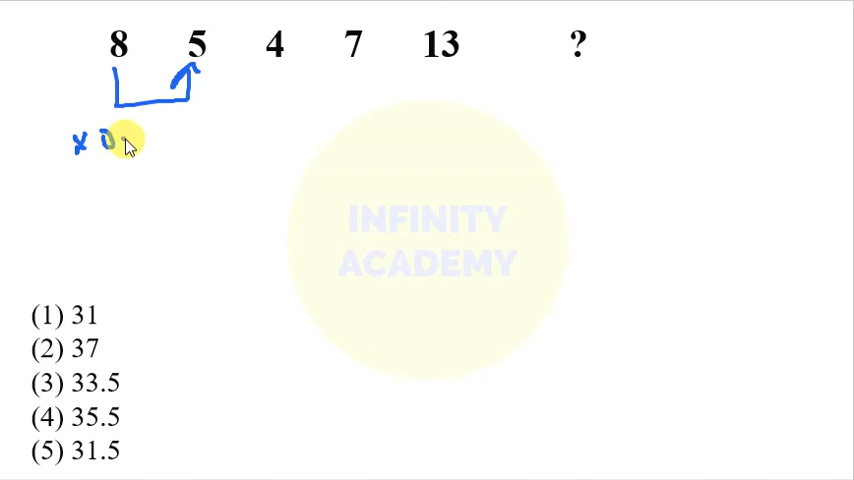 8 5 4 7 13 ?
x 0.
INFINITY
ACADEMY
(1) 31
(2) 37
(3) 33.5
(4) 35.5
(5) 31.5